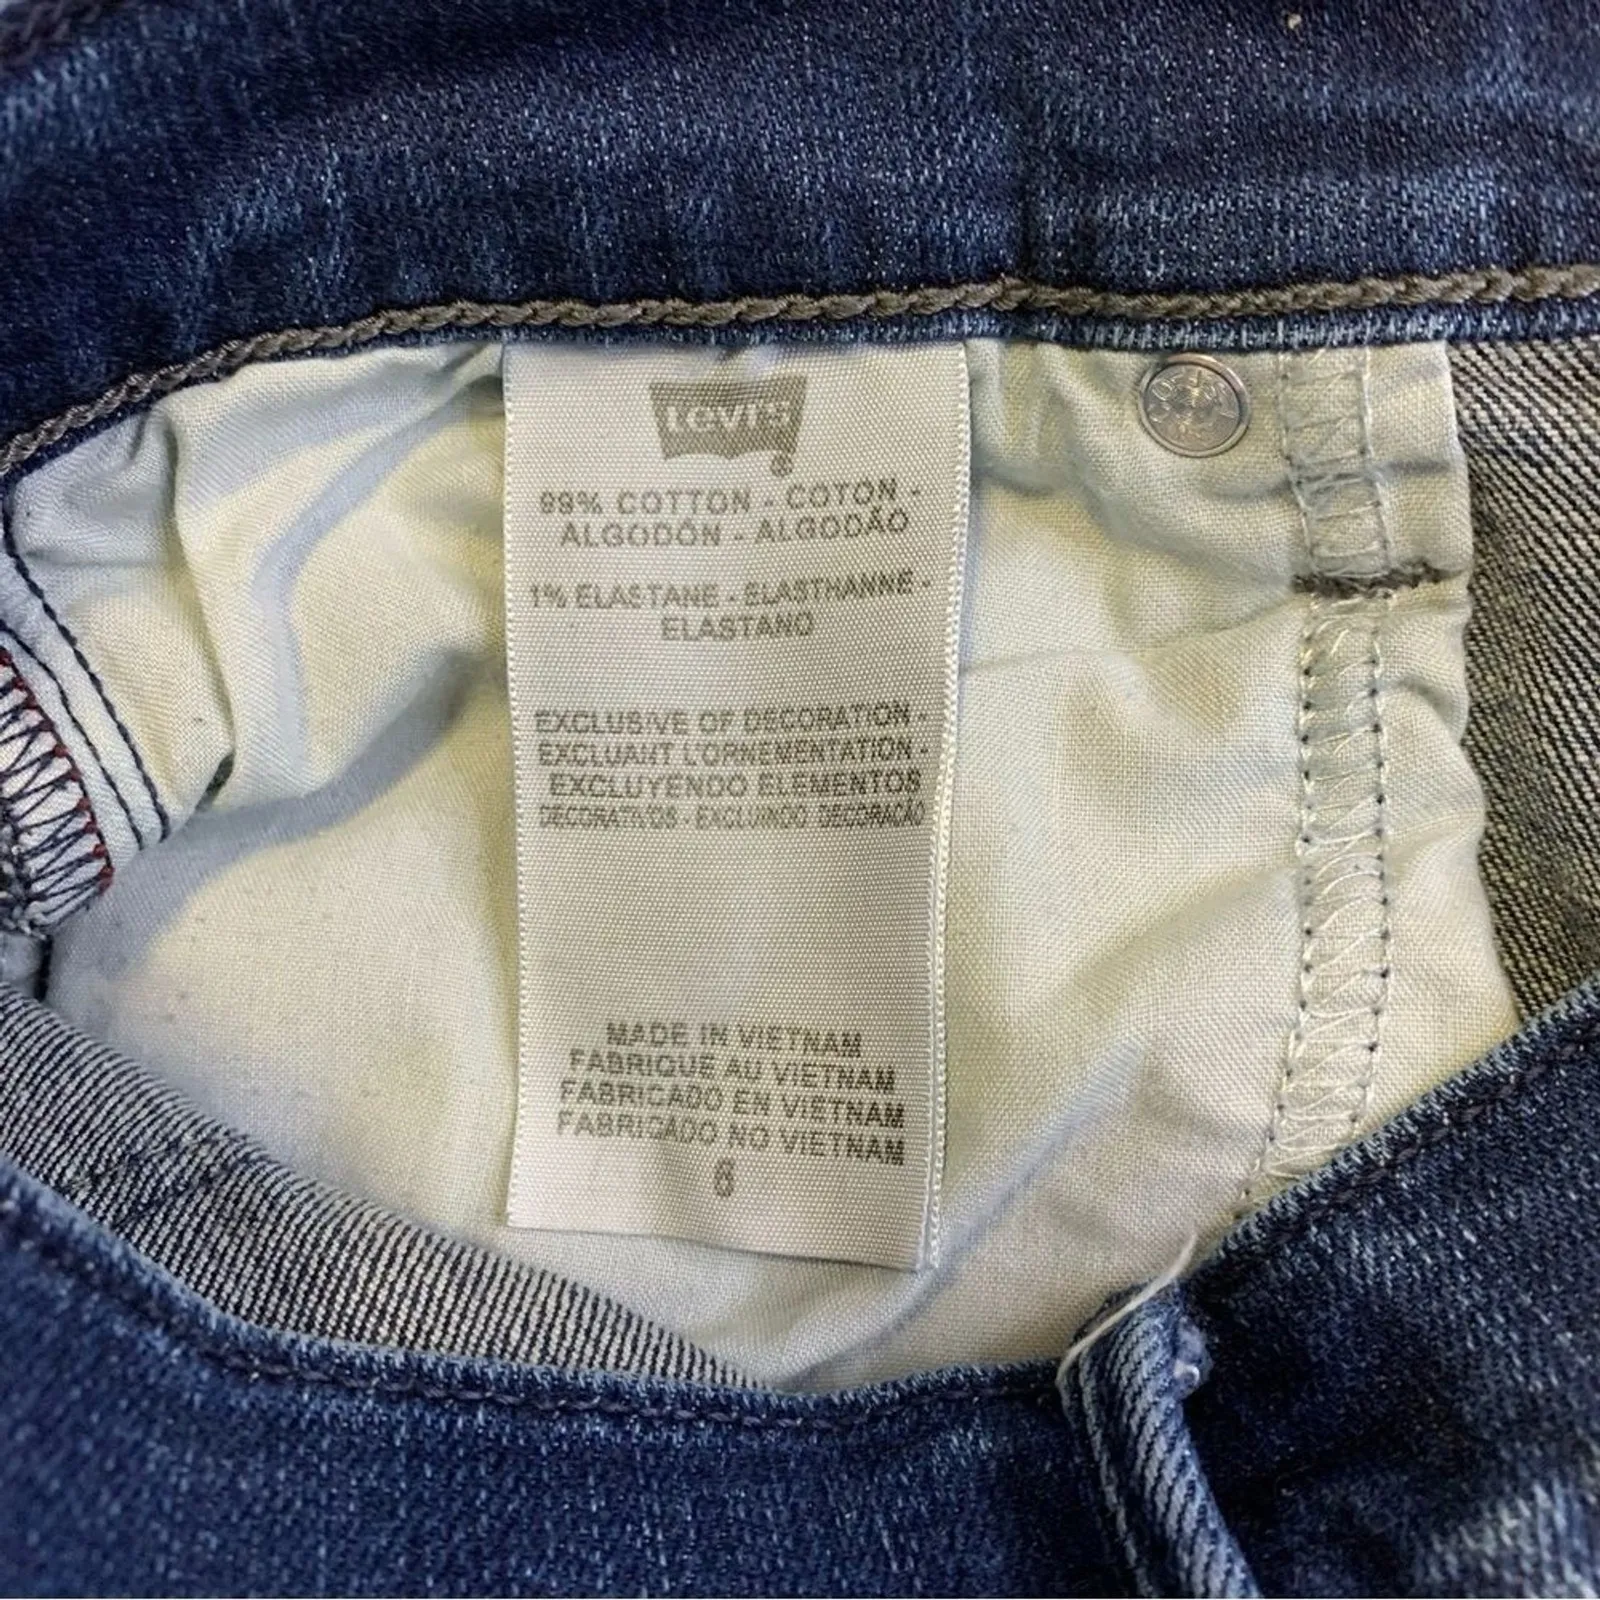 Levi's
®
99% COTTON - COTON -
ALGODÓN - ALGODÃO
1% ELASTANE - ELASTHANNE -
ELASTANO
EXCLUSIVE OF DECORATION -
EXCLUANT L'ORNEMENTATION -
EXCLUYENDO ELEMENTOS
DECORATIVOS - EXCLUINDO DECORAÇÃO
MADE IN VIETNAM
FABRIQUE AU VIETNAM
FABRICADO EN VIETNAM
FABRICADO NO VIETNAM
6